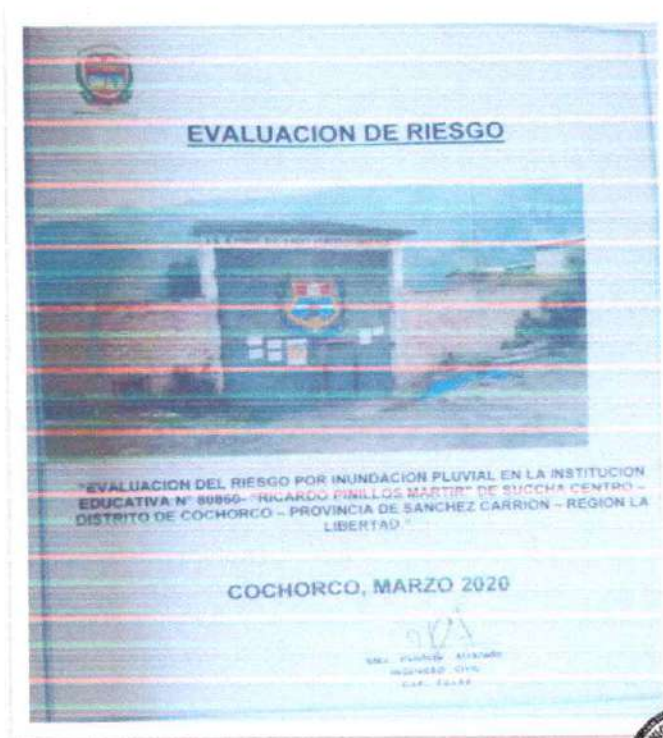 EVALUACION DE RIESGO
"EVALUACION DEL RIESGO POR INUNDACION PLUVIAL EN LA INSTITUCION
EDUCATIVA N° 80860- "RICARDO PINILLOS MARTIR" DE SUCCHA CENTRO –
DISTRITO DE COCHORCO – PROVINCIA DE SANCHEZ CARRION – REGION LA
LIBERTAD."
COCHORCO, MARZO 2020
INGENIERO CIVIL